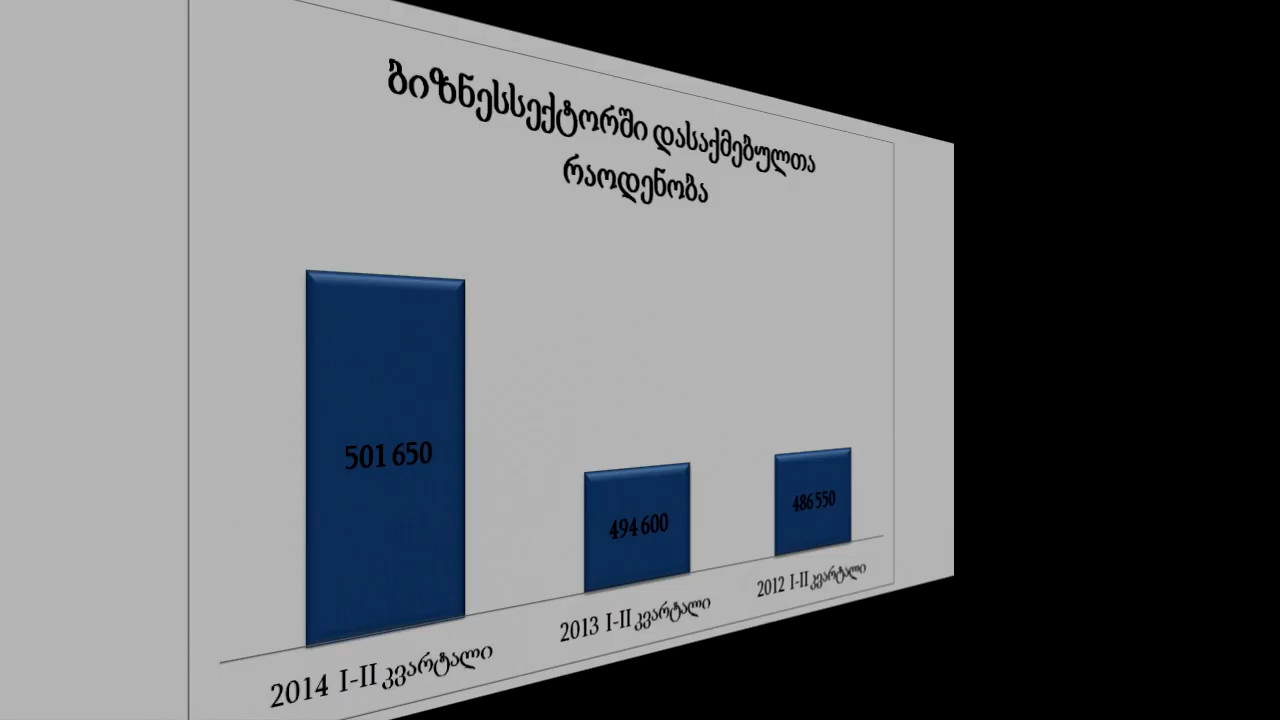 ბიზნესსექტორში დასაქმებულთა
რაოდენობა
501 650
494 600
486 550
2014 I-II კვარტალი
2013 I-II კვარტალი
2012 I-II კვარტალი